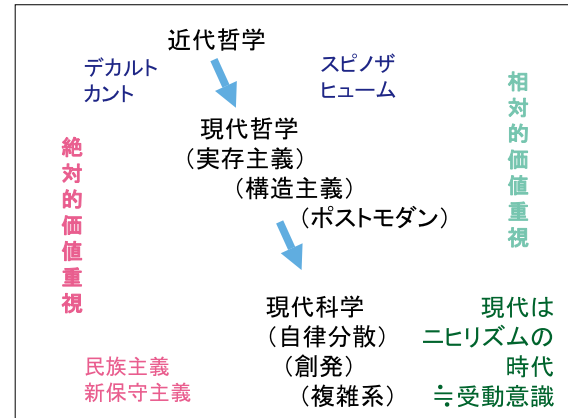 近代哲学
デカルト
カント
スピノザ
ヒューム
相対的価値重視
絶対的価値重視
現代哲学
（実存主義）
（構造主義）
（ポストモダン）
現代科学
（自律分散）
（創発）
（複雑系）
民族主義
新保守主義
現代は
ニヒリズムの
時代
≒受動意識